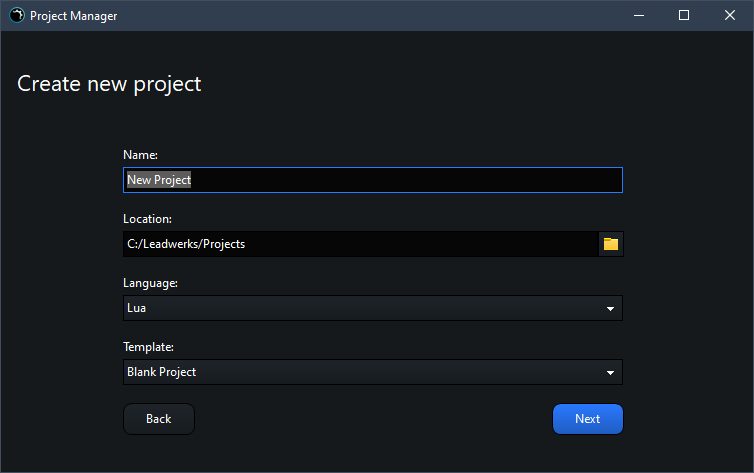 Project Manager
Create new project
Name:
New Project
Location:
C:/Leadwerks/Projects
Language:
Lua
Template:
Blank Project
Back
Next